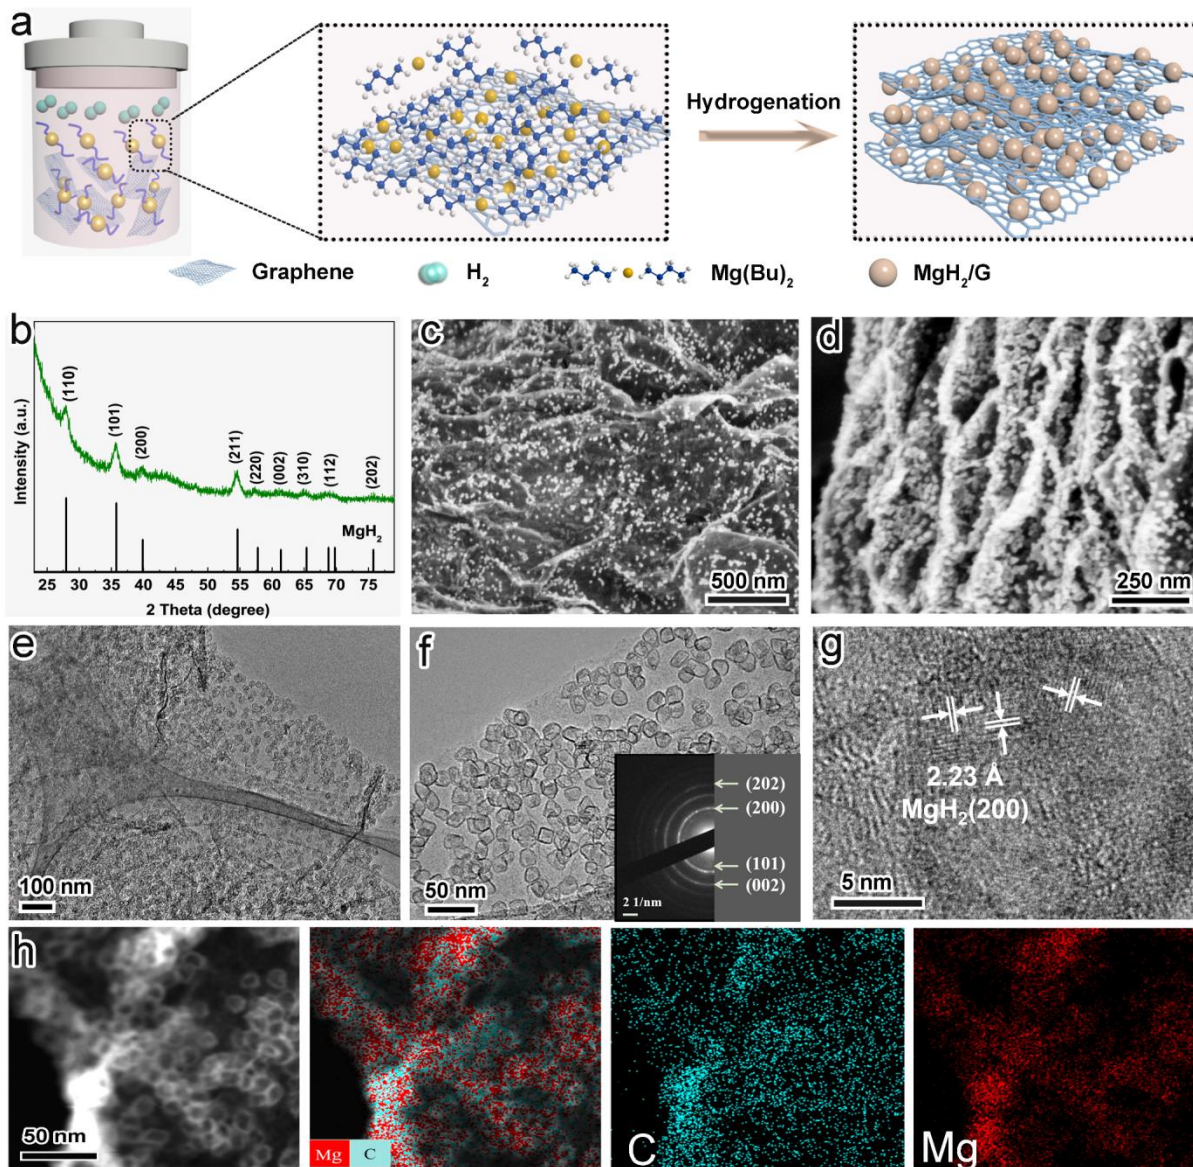 a
Hydrogenation
Graphene
H₂
Mg(Bu)₂
MgH₂/G
b
Intensity (a.u.)
(110)
(101)
(200)
(211)
(220)
(002)
(310)
(112)
(202)
MgH₂
25 30 35 40 45 50 55 60 65 70 75
2 Theta (degree)
c
500 nm
d
250 nm
e
100 nm
f
50 nm
(202)
(200)
(101)
(002)
2 1/nm
g
2.23 Å
MgH₂(200)
5 nm
h
50 nm
Mg C
C
Mg